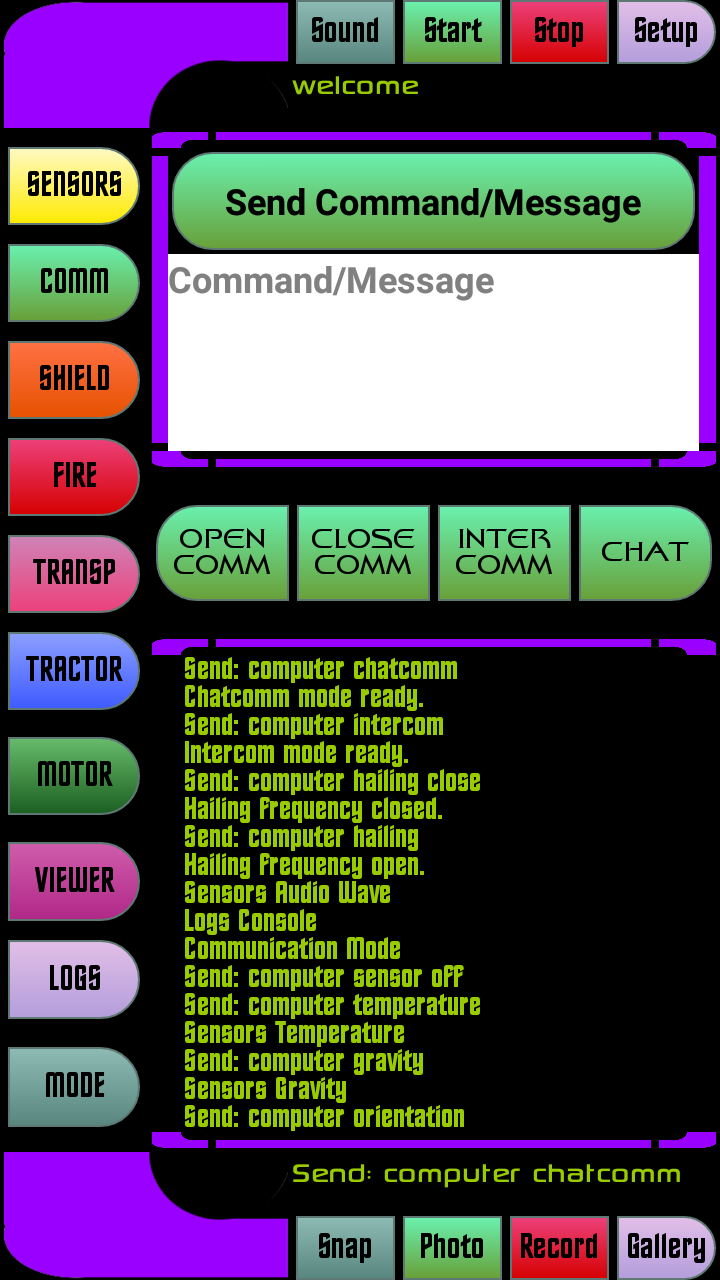 Sound Start Stop Setup
welcome
SENSORS
COMM
SHIELD
FIRE
TRANSP
TRACTOR
MOTOR
VIEWER
LOGS
MODE
Send Command/Message
Command/Message
OPEN COMM
CLOSE COMM
INTER COMM
CHAT
Send: computer chatcomm
Chatcomm mode ready.
Send: computer intercom
Intercom mode ready.
Send: computer hailing close
Hailing frequency closed.
Send: computer hailing
Hailing frequency open.
Sensors Audio Wave
Logs Console
Communication Mode
Send: computer sensor off
Send: computer temperature
Sensors Temperature
Send: computer gravity
Sensors Gravity
Send: computer orientation
Send: computer chatcomm
Snap Photo Record Gallery